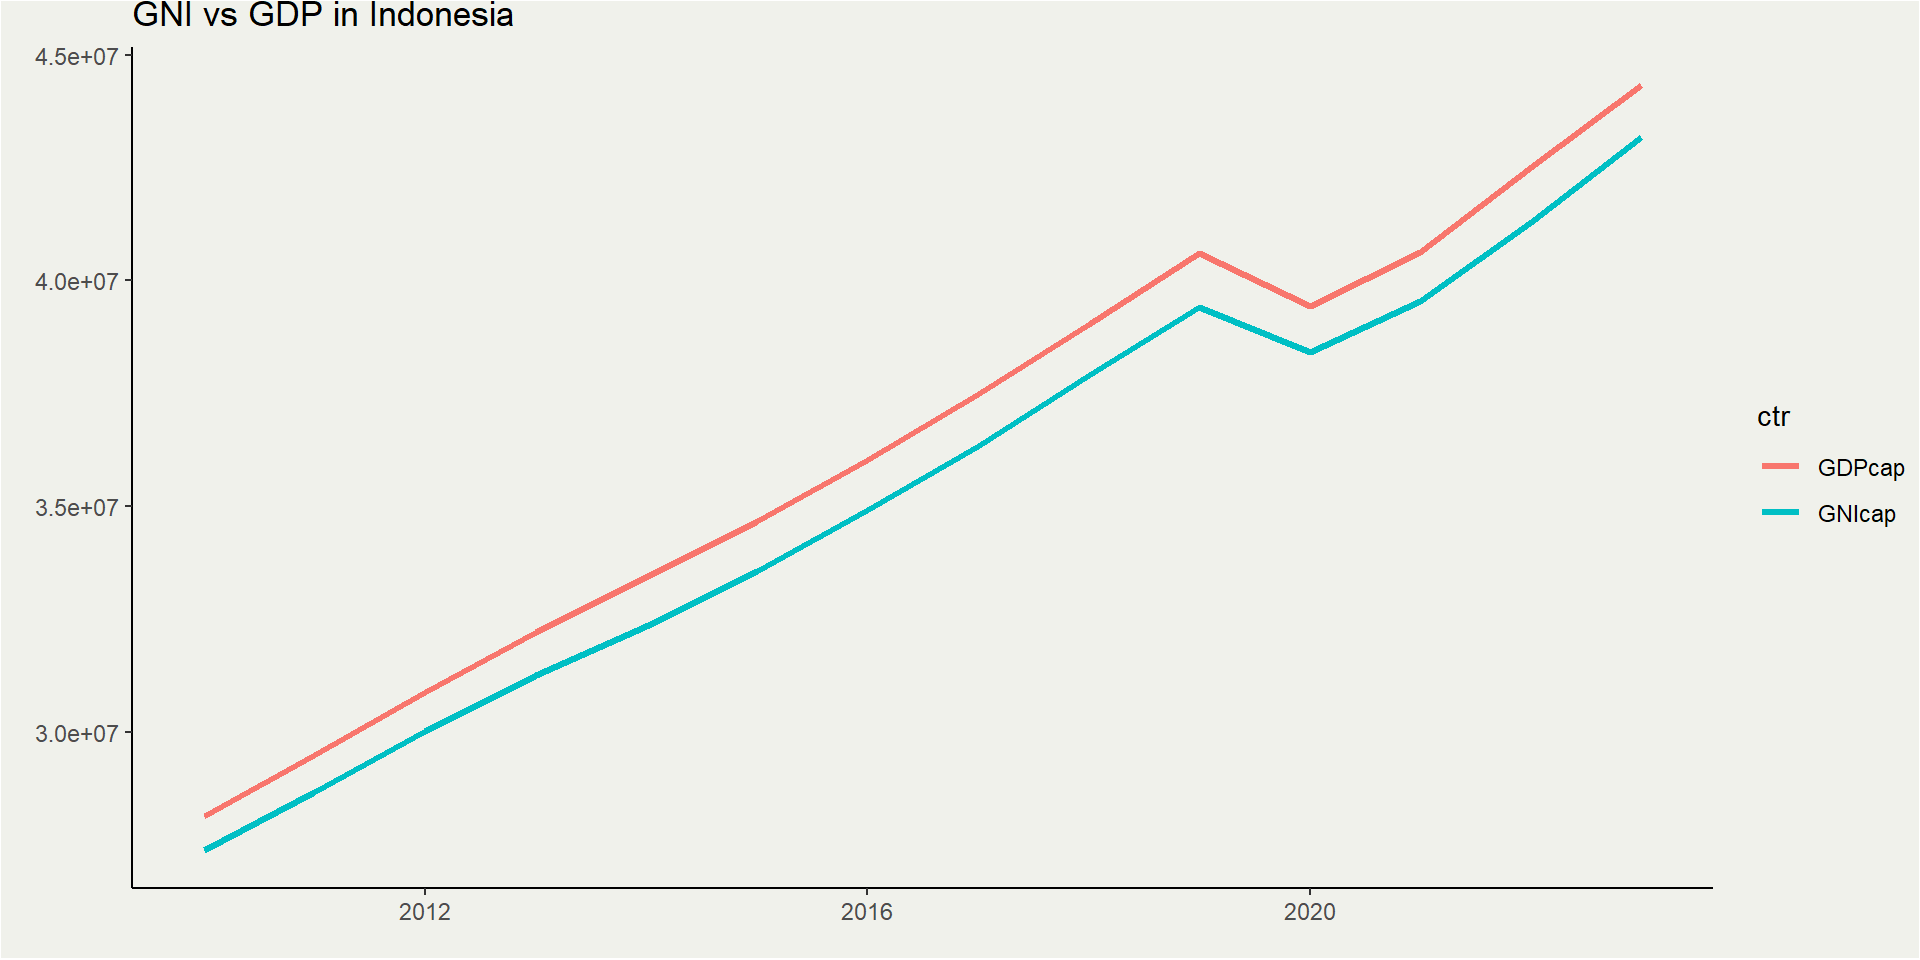 GNI vs GDP in Indonesia
4.5e+07
4.0e+07
3.5e+07
3.0e+07
2012
2016
2020
ctr
GDPcap
GNIcap